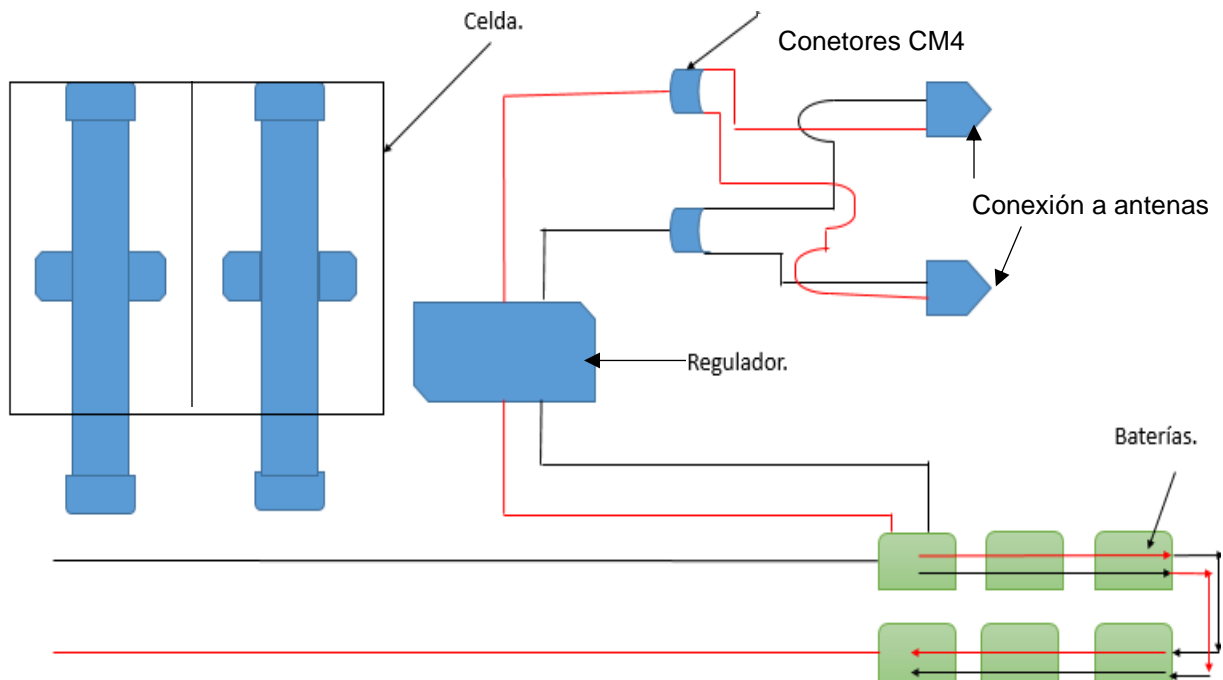 Celda.
Conetores CM4
Conexión a antenas
Regulador.
Baterías.